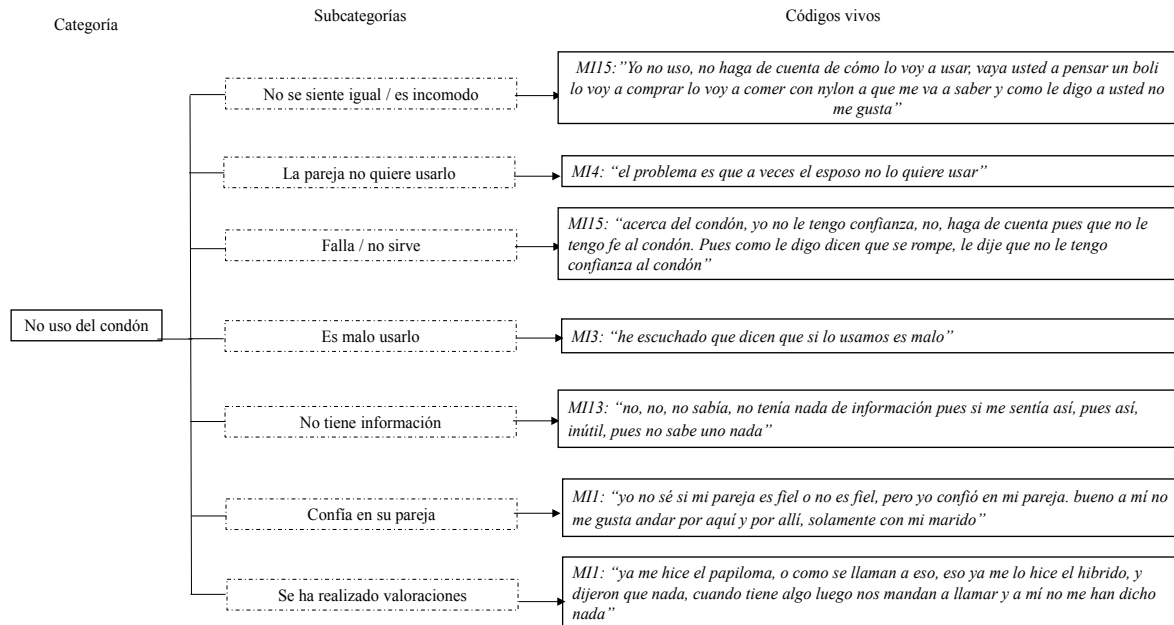 Categoría
Subcategorías
Códigos vivos
No uso del condón
No se siente igual / es incomodo
MI15:”Yo no uso, no haga de cuenta de cómo lo voy a usar, vaya usted a pensar un boli
lo voy a comprar lo voy a comer con nylon a que me va a saber y como le digo a usted no
me gusta”
La pareja no quiere usarlo
MI4: “el problema es que a veces el esposo no lo quiere usar”
Falla / no sirve
MI15: “acerca del condón, yo no le tengo confianza, no, haga de cuenta pues que no le
tengo fe al condón. Pues como le digo dicen que se rompe, le dije que no le tengo
confianza al condón”
Es malo usarlo
MI3: “he escuchado que dicen que si lo usamos es malo”
No tiene información
MI13: “no, no, no sabía, no tenía nada de información pues si me sentía así, pues así,
inútil, pues no sabe uno nada”
Confía en su pareja
MI1: “yo no sé si mi pareja es fiel o no es fiel, pero yo confió en mi pareja. bueno a mí no
me gusta andar por aquí y por allí, solamente con mi marido”
Se ha realizado valoraciones
MI1: “ya me hice el papiloma, o como se llaman a eso, eso ya me lo hice el hibrido, y
dijeron que nada, cuando tiene algo luego nos mandan a llamar y a mí no me han dicho
nada”